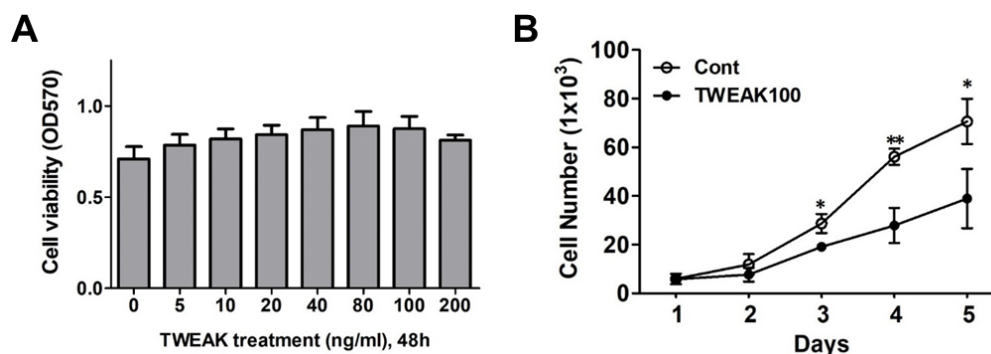 A
Cell viability (OD570)
1.0
0.5
0.0
0 5 10 20 40 80 100 200
TWEAK treatment (ng/ml), 48h
B
Cell Number (1x10³)
100
80
60
40
20
0
Cont
TWEAK100
*
**
*
1 2 3 4 5
Days